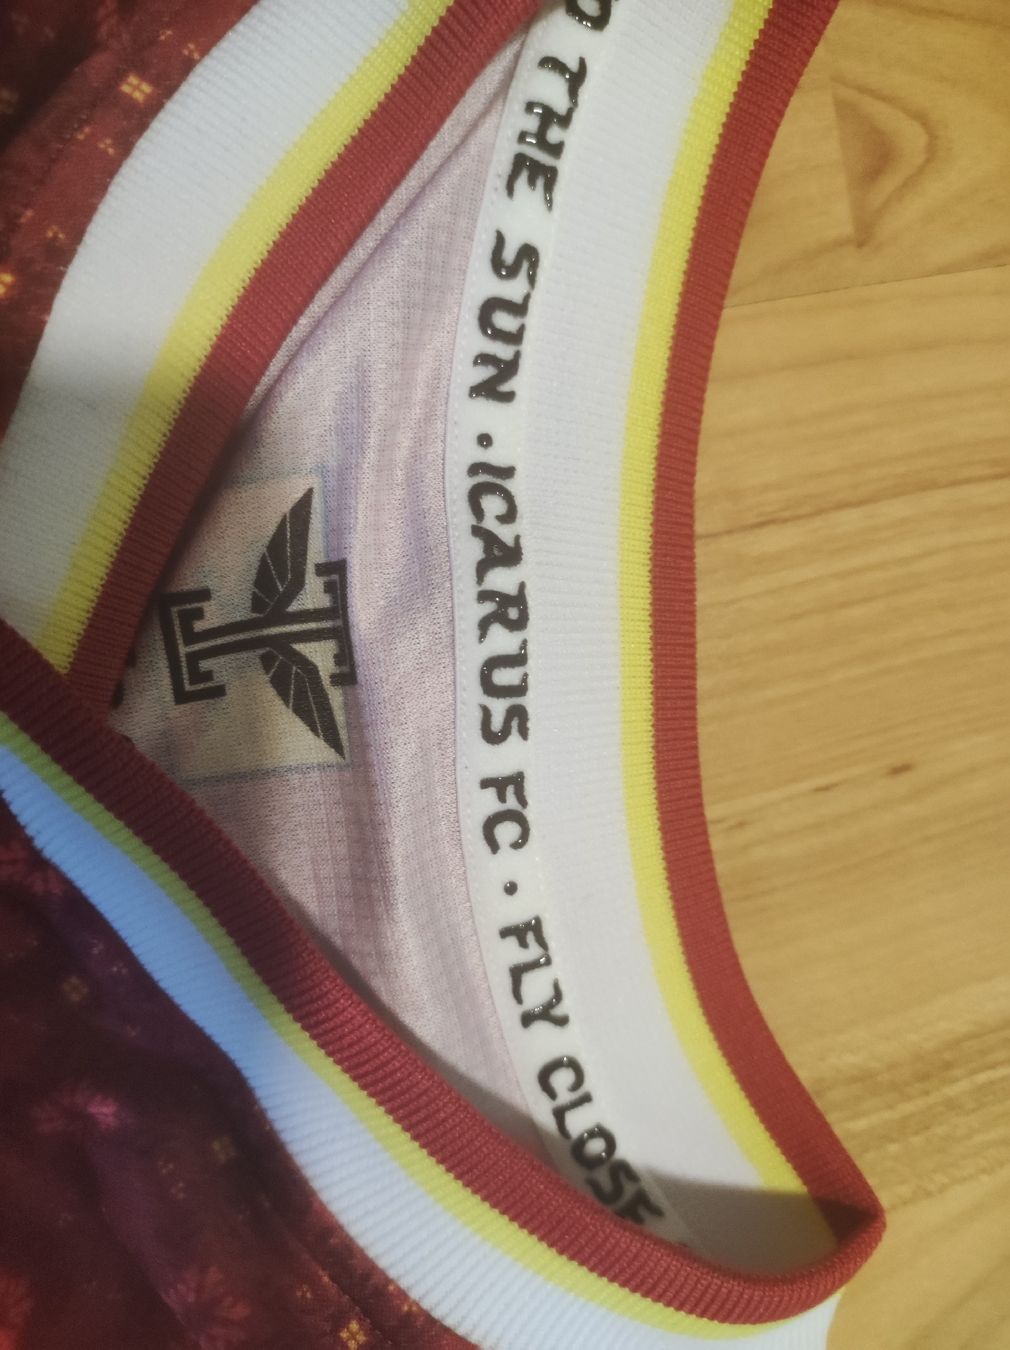 THE SUN · ICARUS FC · FLY CLOSE